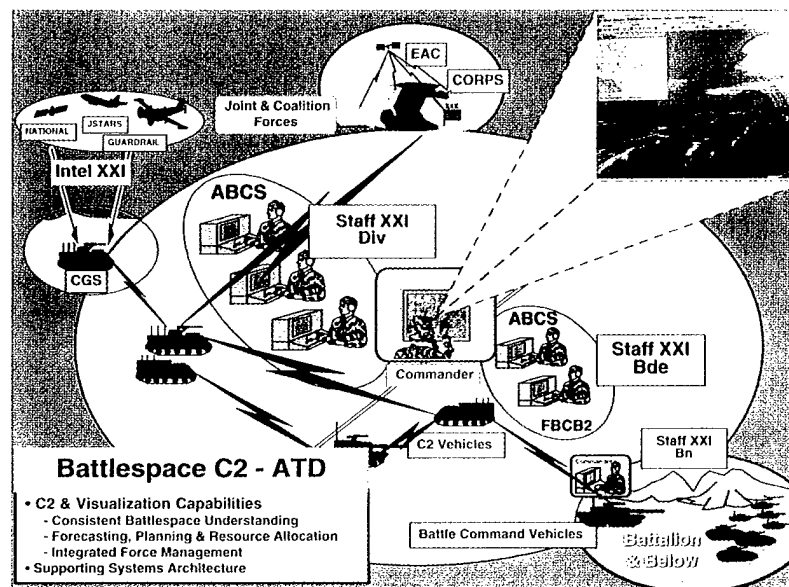 EAC
CORPS
Joint & Coalition
Forces
NATIONAL
JSTARS
GUARDRAIL
Intel XXI
CGS
ABCS
Staff XXI
Div
Commander
ABCS
Staff XXI
Bde
FBCB2
C2 Vehicles
Staff XXI
Bn
Battle Command Vehicles
Battalion
& Below
Battlespace C2 - ATD
• C2 & Visualization Capabilities
- Consistent Battlespace Understanding
- Forecasting, Planning & Resource Allocation
- Integrated Force Management
• Supporting Systems Architecture